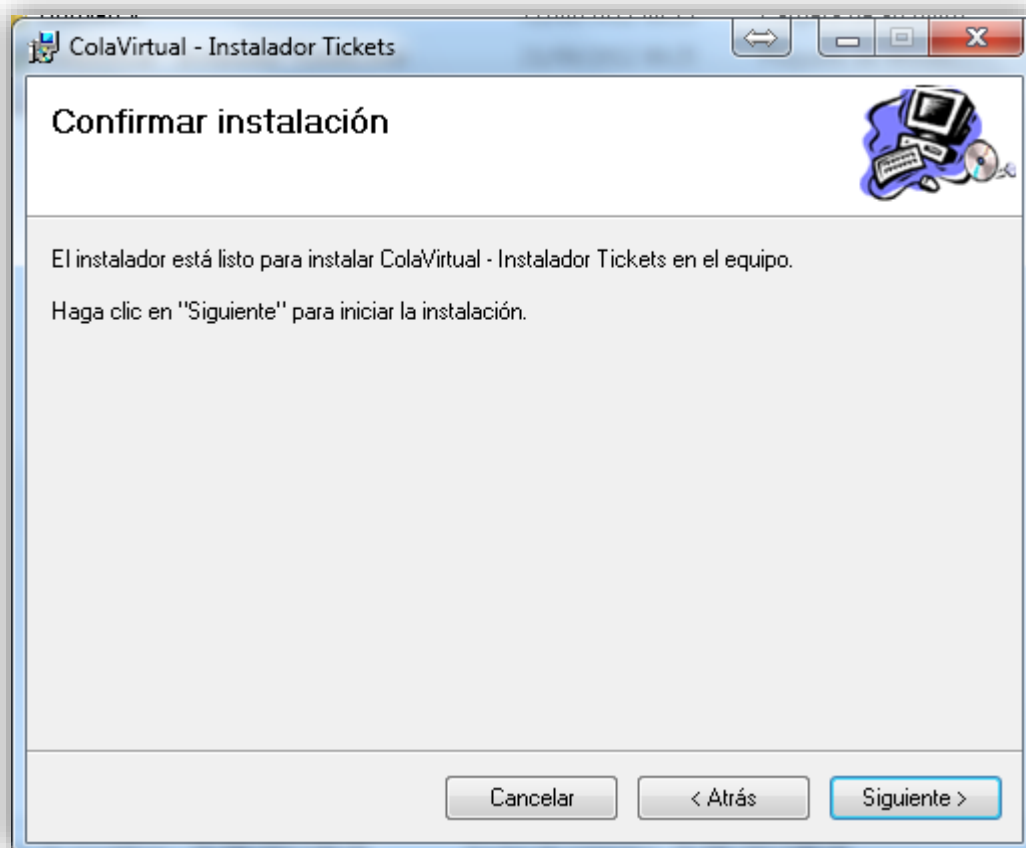 ColaVirtual - Instalador Tickets
Confirmar instalación
El instalador está listo para instalar ColaVirtual - Instalador Tickets en el equipo.
Haga clic en "Siguiente" para iniciar la instalación.
Cancelar
< Atrás
Siguiente >